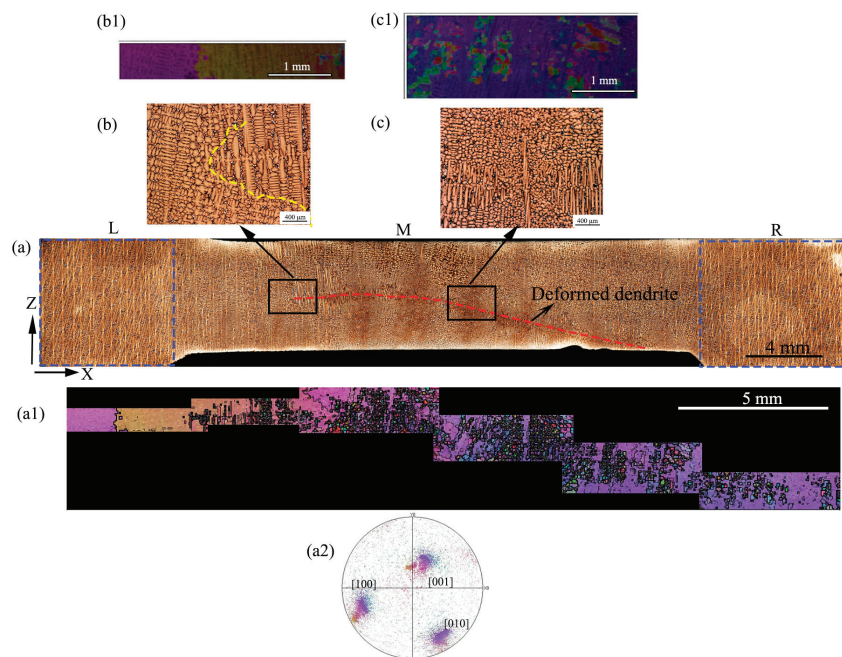 (b1)
1 mm
(c1)
1 mm
(b)
400 μm
(c)
400 μm
L
M
R
(a)
Z
X
Deformed dendrite
4 mm
(a1)
5 mm
(a2)
[100]
[001]
[010]